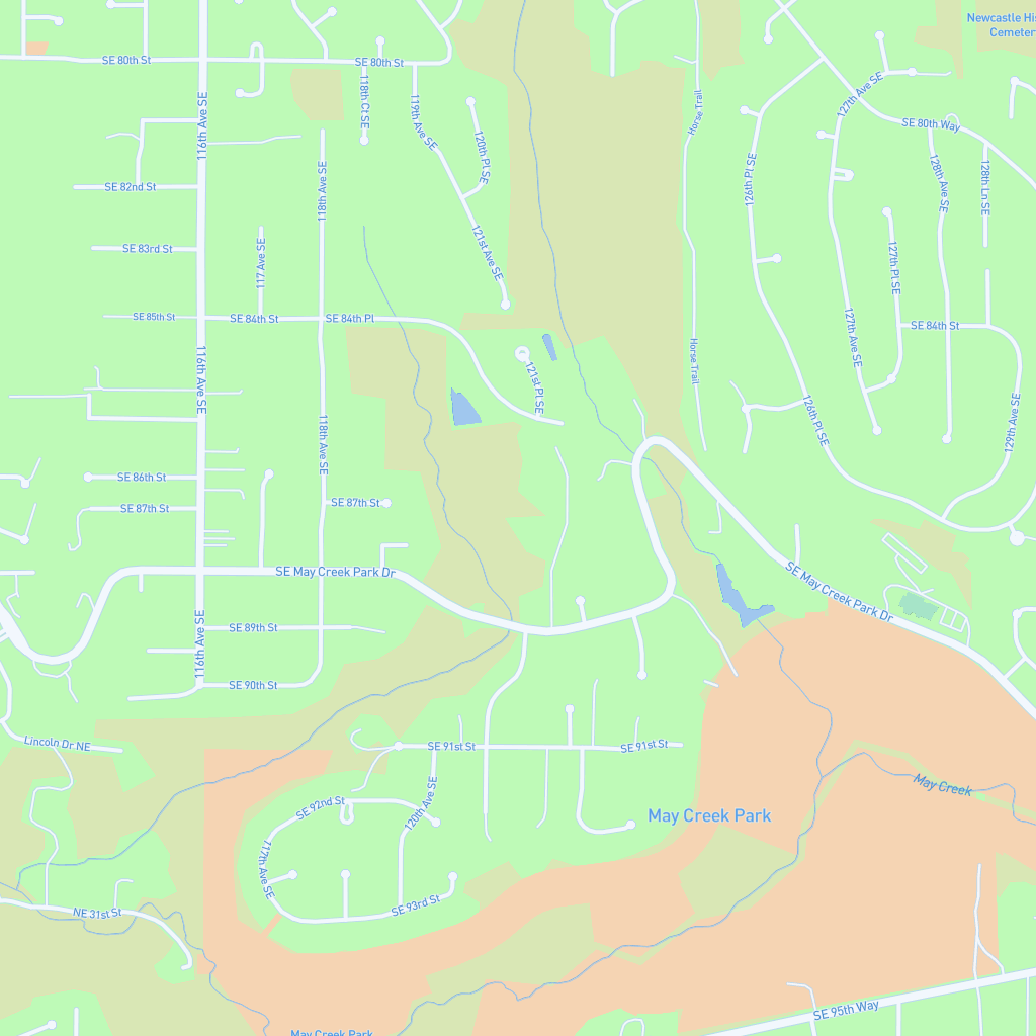 Newcastle His
Cemeter
SE 80th St
SE 80th St
116th Ave SE
118th Ct SE
119th Ave SE
120th Pl SE
Horse Trail
127th Ave SE
SE 80th Way
128th Ave SE
128th Ln SE
126th Pl SE
SE 82nd St
118th Ave SE
SE 83rd St
117 Ave SE
121st Ave SE
127th Pl SE
SE 85th St
SE 84th St
SE 84th Pl
127th Ave SE
SE 84th St
116th Ave SE
121st Pl SE
Horse Trail
126th Pl SE
129th Ave SE
118th Ave SE
SE 86th St
SE 87th St
SE 87th St
SE May Creek Park Dr
SE May Creek Park Dr
116th Ave SE
SE 89th St
SE 90th St
Lincoln Dr NE
SE 91st St
SE 91st St
May Creek
SE 92nd St
120th Ave SE
May Creek Park
117th Ave SE
SE 93rd St
NE 31st St
SE 95th Way
May Creek Park